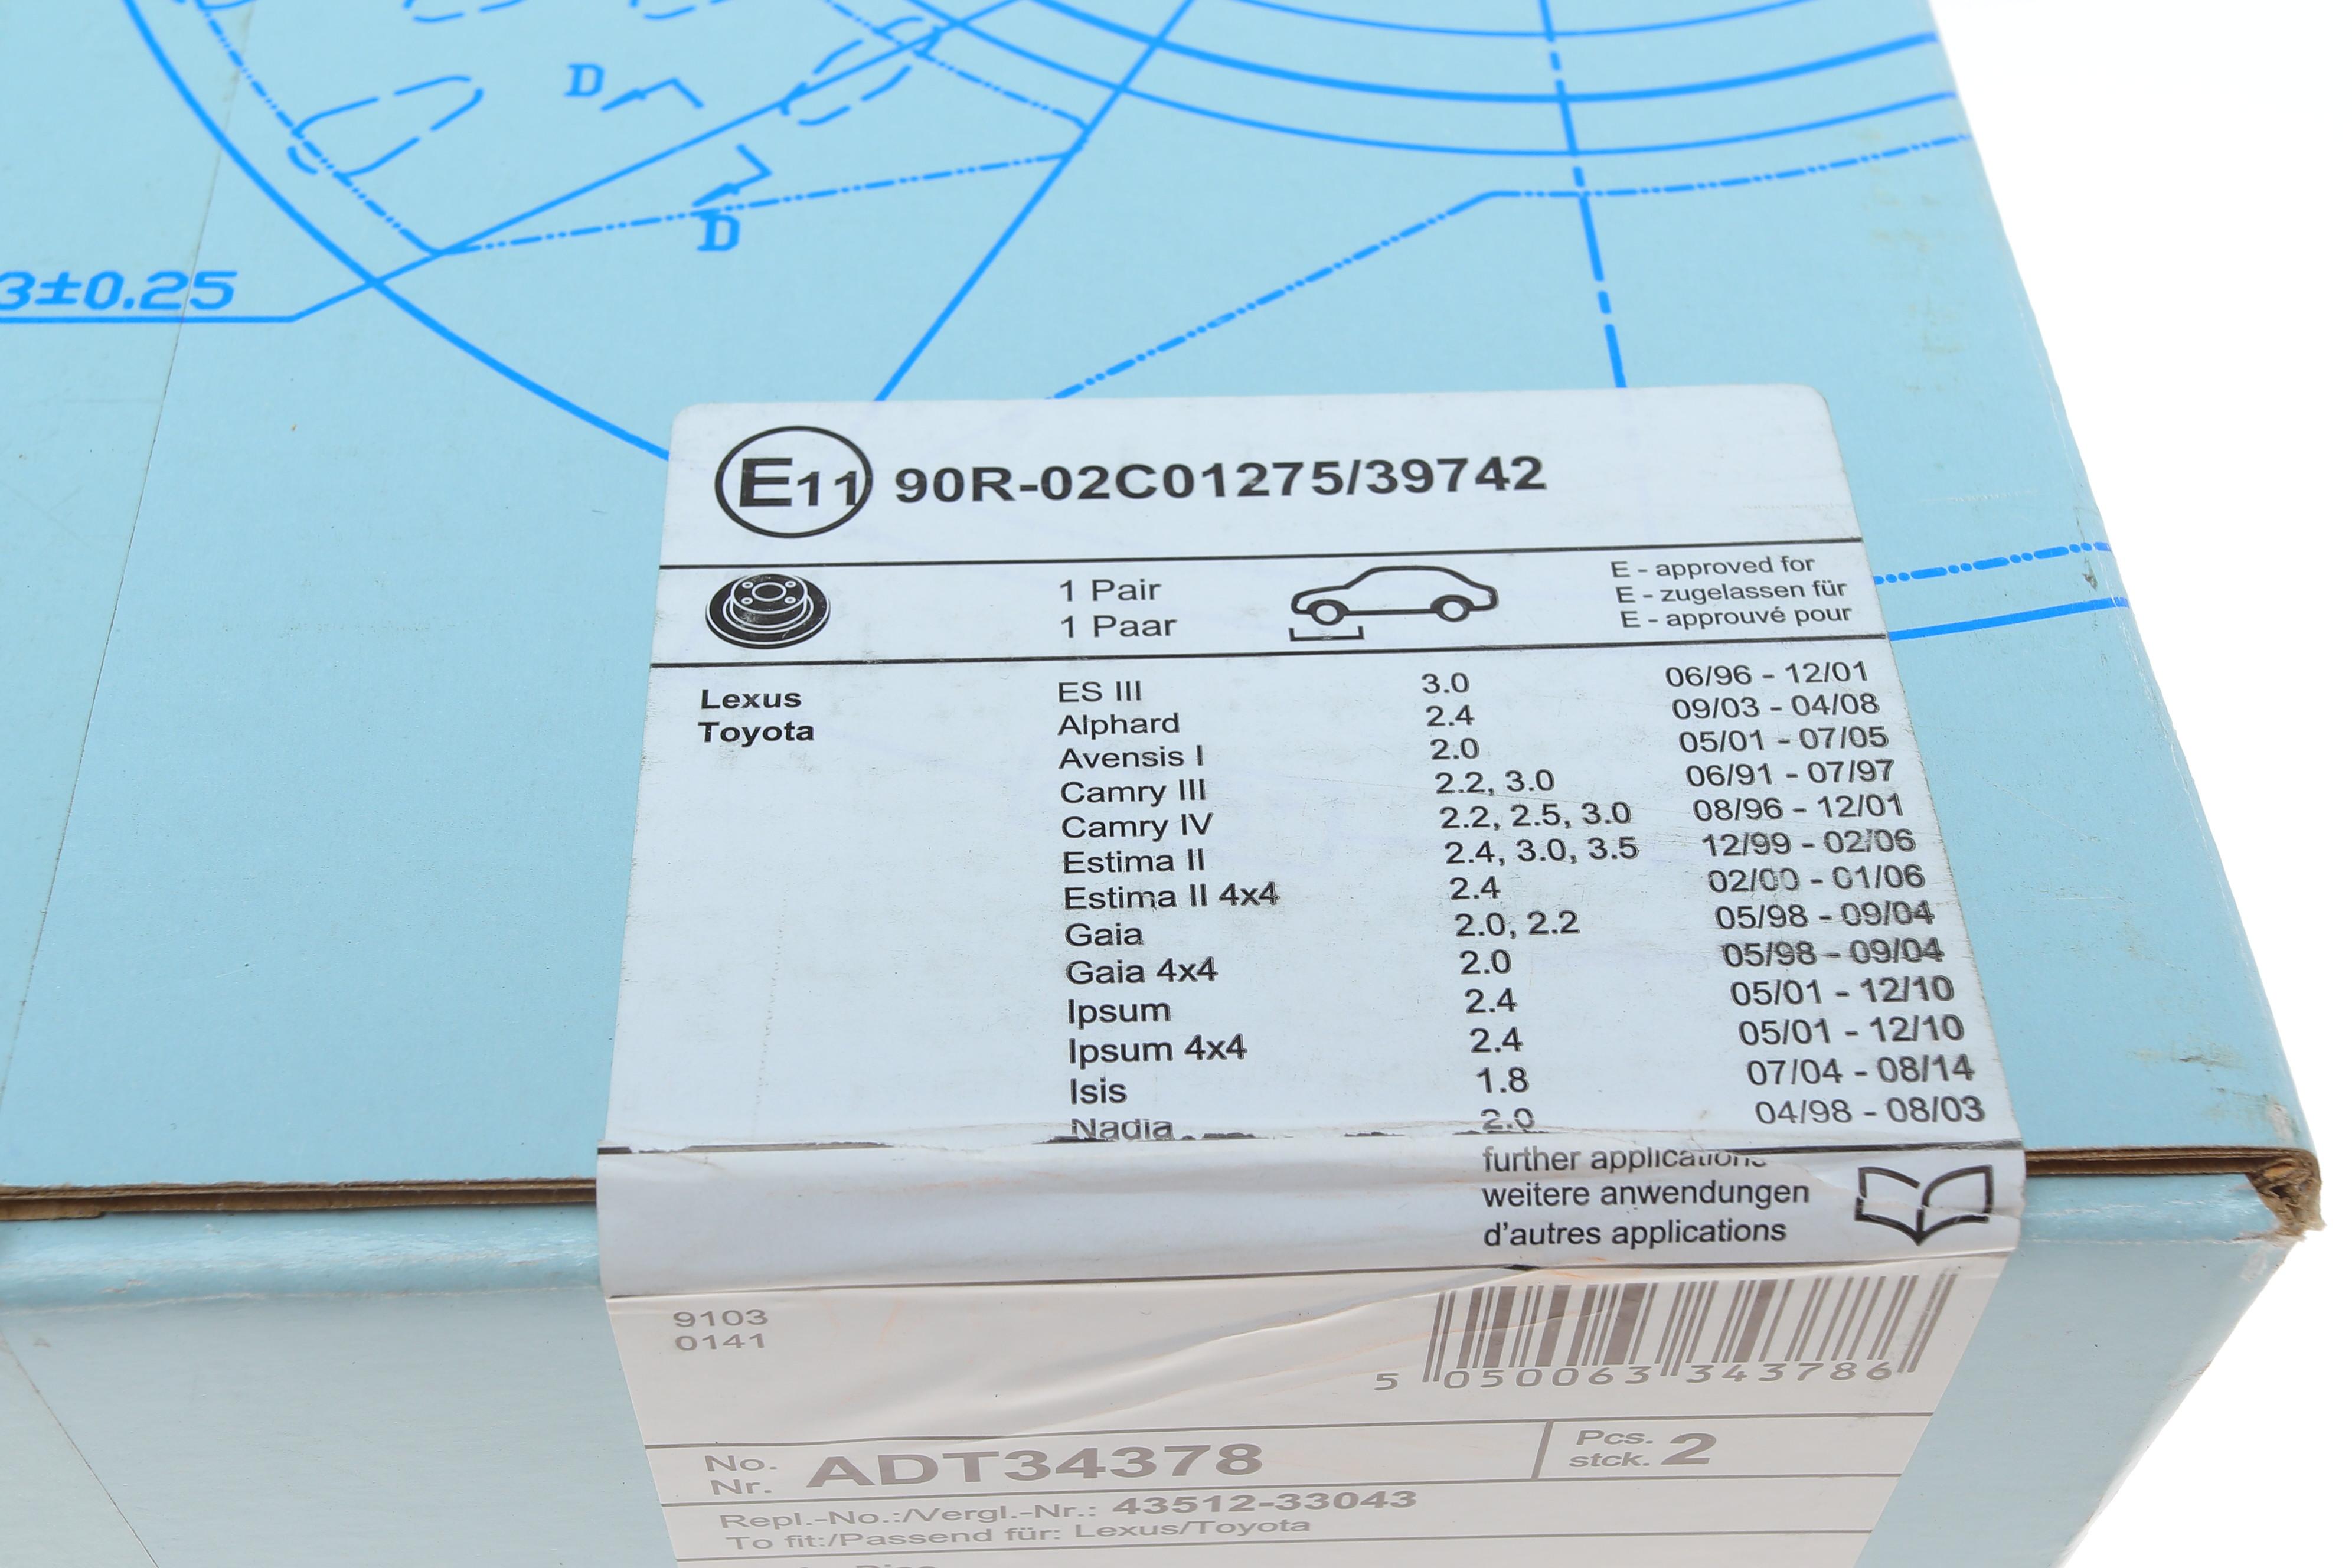 D
D
3±0.25
E11 90R-02C01275/39742
1 Pair
1 Paar
E - approved for
E - zugelassen für
E - approuvé pour
Lexus ES III 3.0 06/96 - 12/01
Toyota Alphard 2.4 09/03 - 04/08
Avensis I 2.0 05/01 - 07/05
Camry III 2.2, 3.0 06/91 - 07/97
Camry IV 2.2, 2.5, 3.0 08/96 - 12/01
Estima II 2.4, 3.0, 3.5 12/99 - 02/06
Estima II 4x4 2.4 02/00 - 01/06
Gaia 2.0, 2.2 05/98 - 09/04
Gaia 4x4 2.0 05/98 - 09/04
Ipsum 2.4 05/01 - 12/10
Ipsum 4x4 2.4 05/01 - 12/10
Isis 1.8 07/04 - 08/14
Nadia 2.0 04/98 - 08/03
further applications
weitere anwendungen
d'autres applications
9103
0141
5 050063 343786
No.
Nr. ADT34378
Pcs.
stck. 2
Repl.-No.:/Vergl.-Nr.: 43512-33043
To fit:/Passend für: Lexus/Toyota